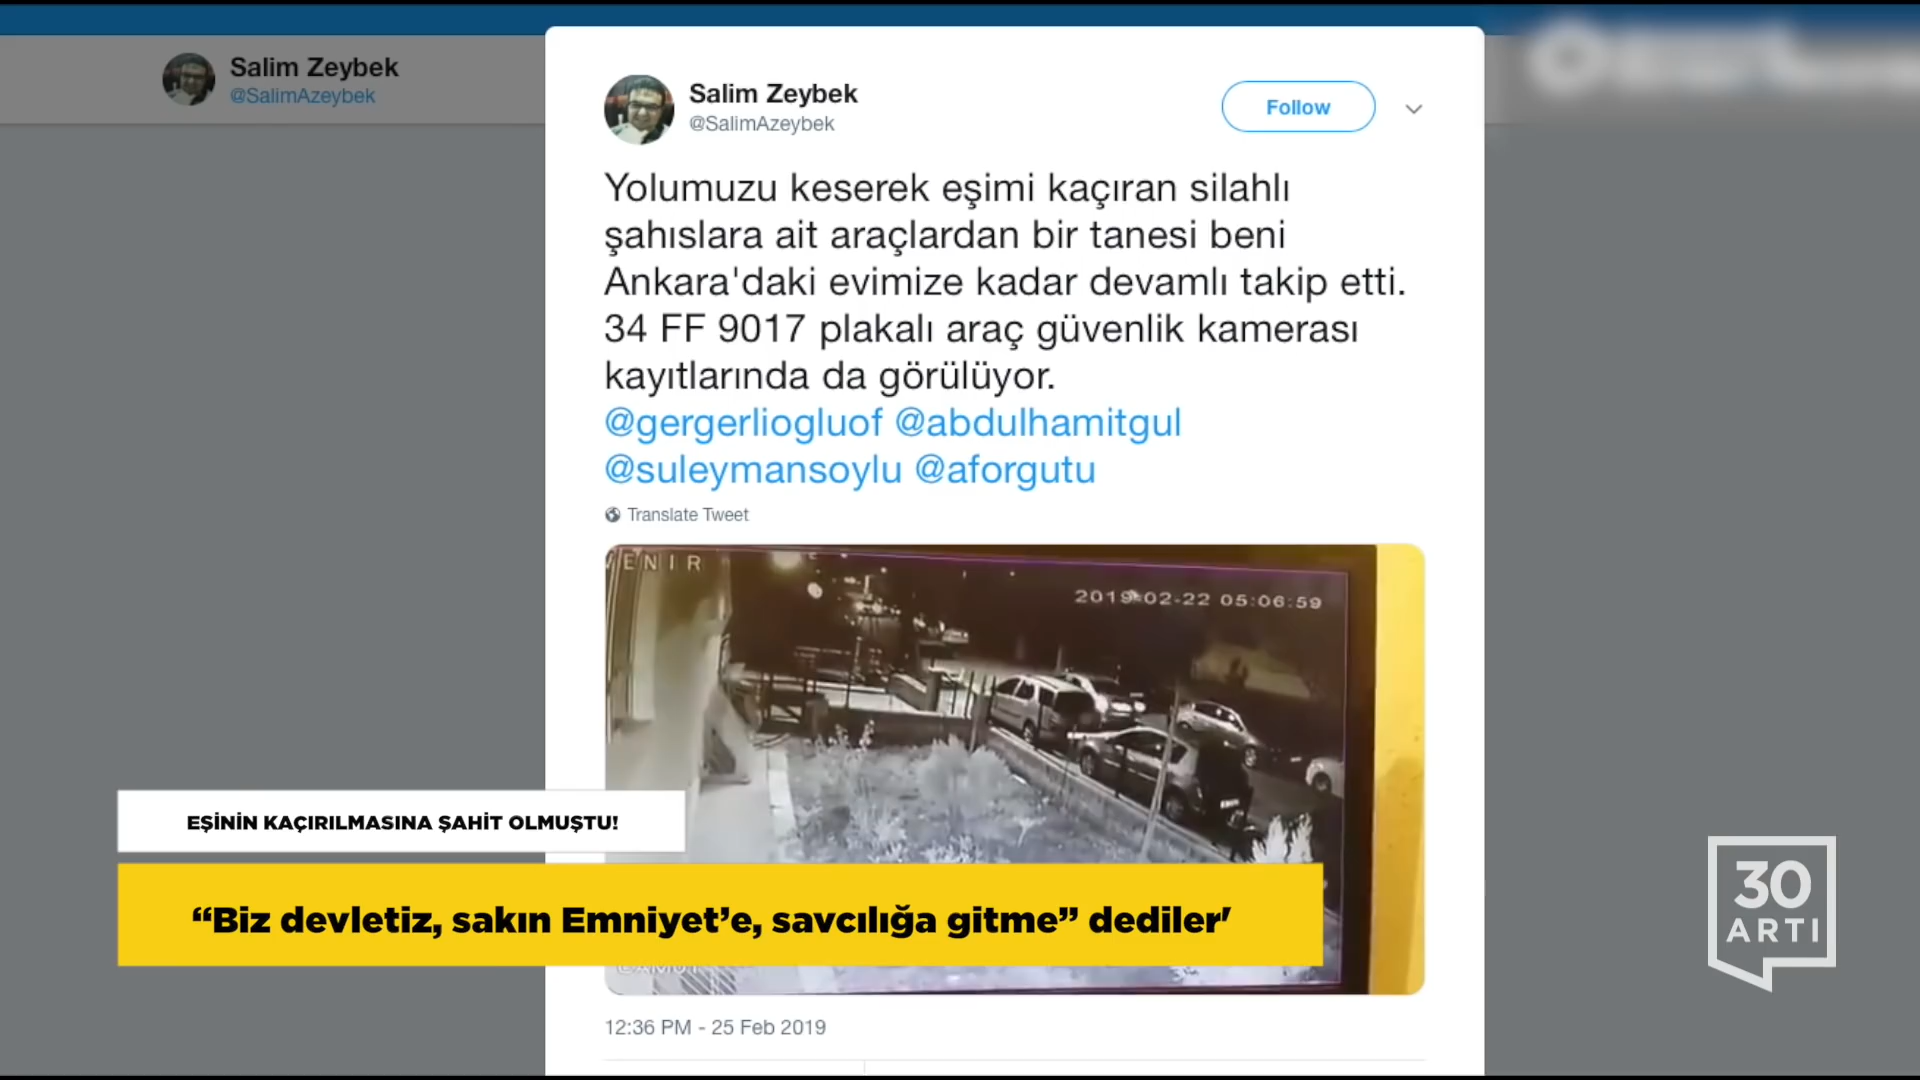 Salim Zeybek
@SalimAzeybek
Salim Zeybek
@SalimAzeybek
Follow
Yolumuzu keserek eşimi kaçıran silahlı
şahıslara ait araçlardan bir tanesi beni
Ankara'daki evimize kadar devamlı takip etti.
34 FF 9017 plakalı araç güvenlik kamerası
kayıtlarında da görülüyor.
@gergerliogluof @abdulhamitgul
@suleymansoylu @aforgutu
Translate Tweet
2019-02-22 05:06:59
EŞİNİN KAÇIRILMASINA ŞAHİT OLMUŞTU!
“Biz devletiz, sakın Emniyet’e, savcılığa gitme” dediler'
30
ARTI
12:36 PM - 25 Feb 2019